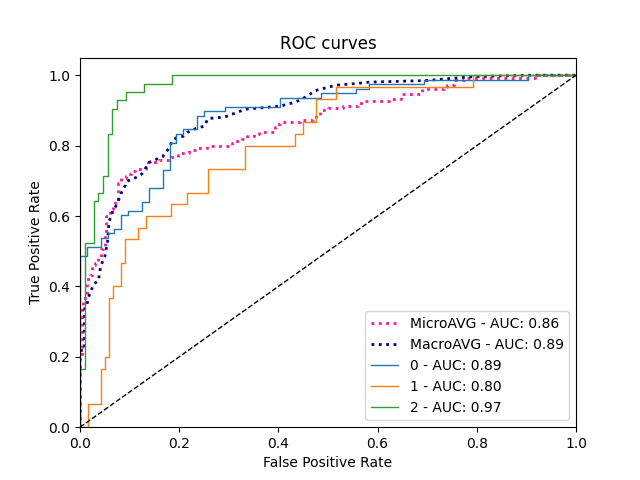 ROC curves
True Positive Rate
1.0
0.8
0.6
0.4
0.2
0.0
MicroAVG - AUC: 0.86
MacroAVG - AUC: 0.89
0 - AUC: 0.89
1 - AUC: 0.80
2 - AUC: 0.97
0.0 0.2 0.4 0.6 0.8 1.0
False Positive Rate